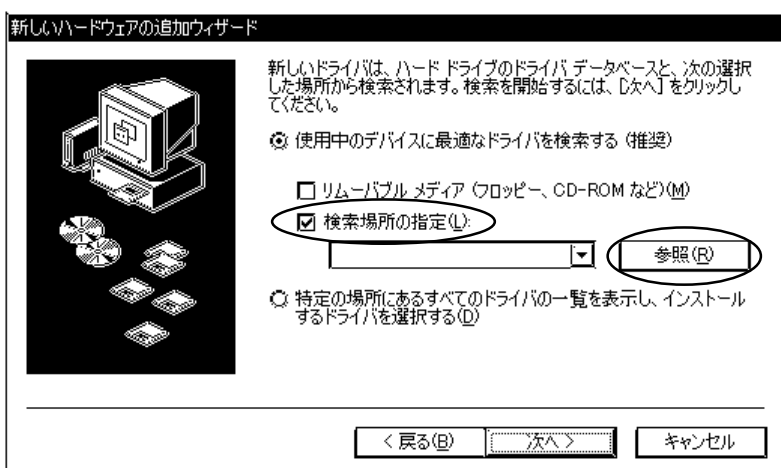 新しいハードウェアの追加ウィザード
新しいドライバは、ハード ドライブのドライバ データベースと、次の選択
した場所から検索されます。検索を開始するには、[次へ] をクリックし
てください。
使用中のデバイスに最適なドライバを検索する (推奨)
リムーバブル メディア (フロッピー、CD-ROM など)(M)
検索場所の指定(L):
参照(R)
特定の場所にあるすべてのドライバの一覧を表示し、インストール
するドライバを選択する(D)
< 戻る(B)
次へ >
キャンセル